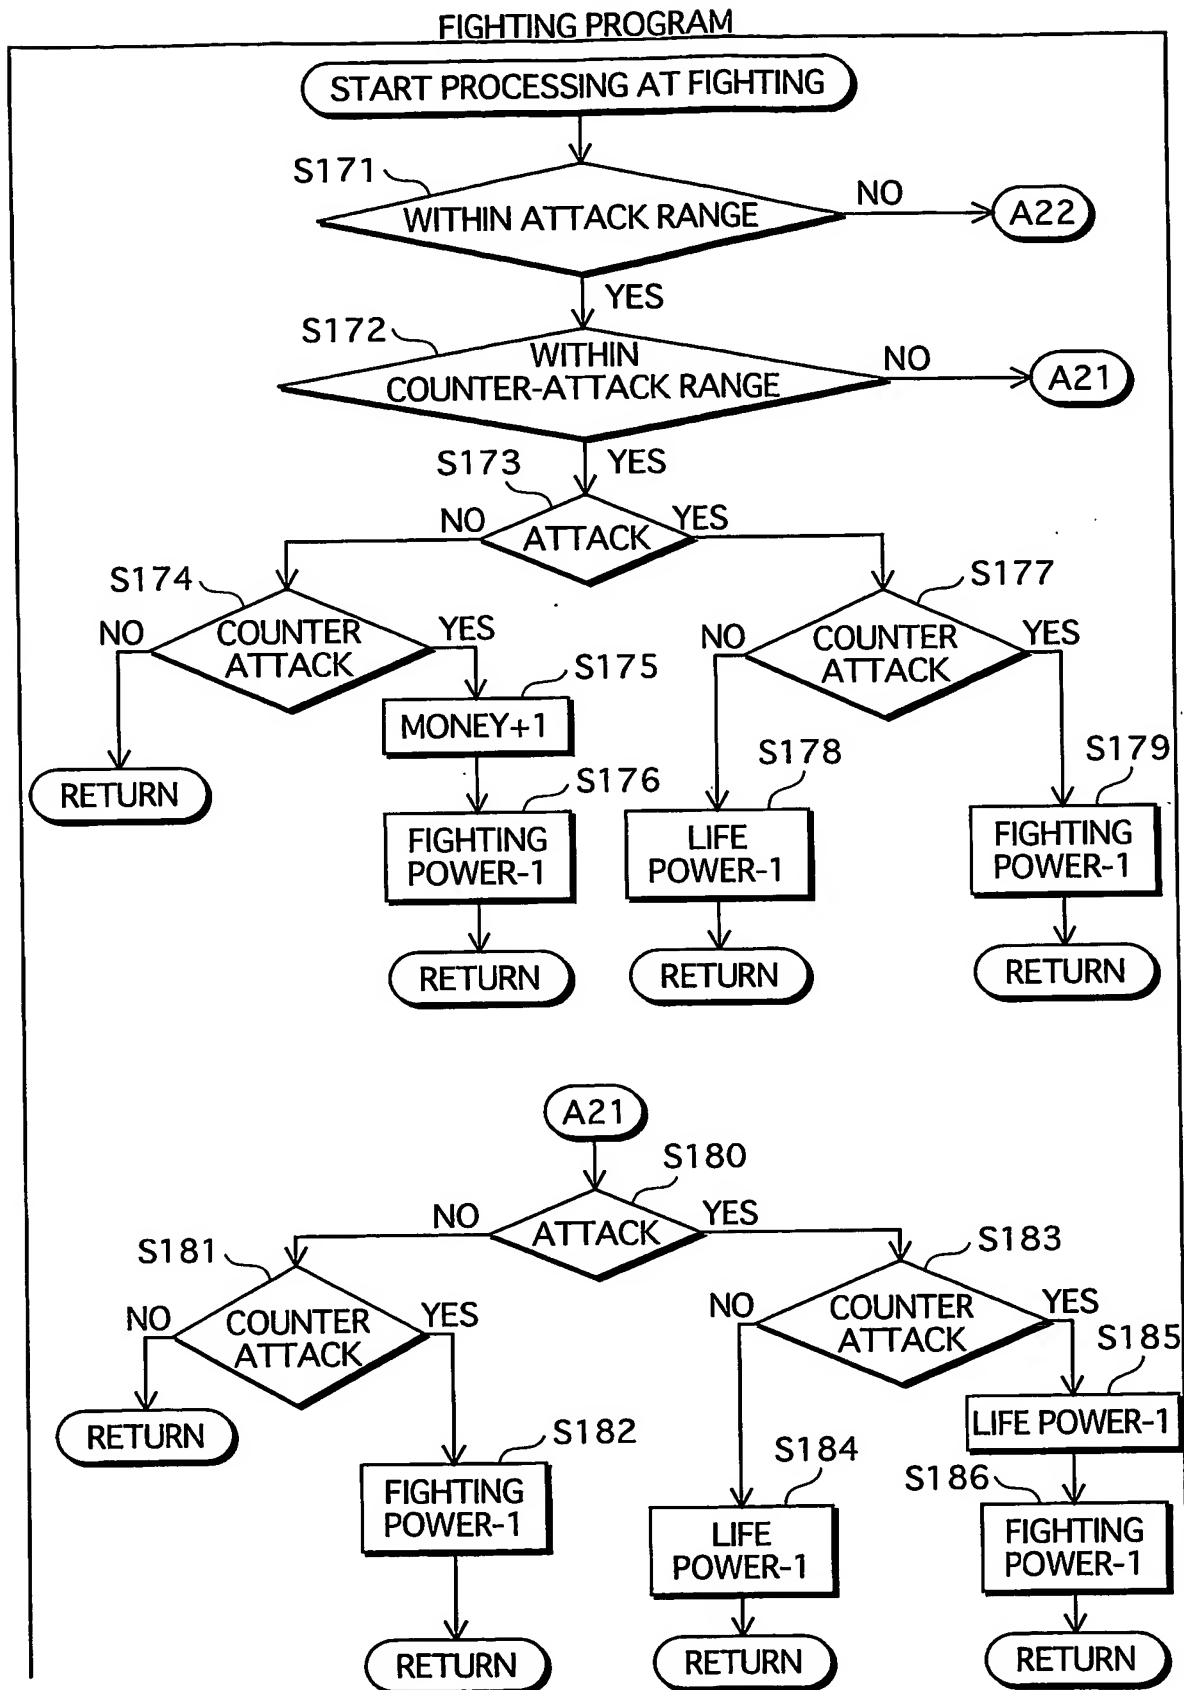 FIGHTING PROGRAM
START PROCESSING AT FIGHTING
S171
WITHIN ATTACK RANGE
NO
A22
YES
S172
WITHIN
COUNTER-ATTACK RANGE
NO
A21
YES
S173
NO
ATTACK
YES
S174
NO
COUNTER
ATTACK
YES
S177
NO
COUNTER
ATTACK
YES
S175
MONEY+1
RETURN
S176
FIGHTING
POWER-1
S178
LIFE
POWER-1
S179
FIGHTING
POWER-1
RETURN
RETURN
RETURN
A21
S180
NO
ATTACK
YES
S181
NO
COUNTER
ATTACK
YES
S183
NO
COUNTER
ATTACK
YES
S185
LIFE POWER-1
RETURN
S182
FIGHTING
POWER-1
S184
LIFE
POWER-1
S186
FIGHTING
POWER-1
RETURN
RETURN
RETURN